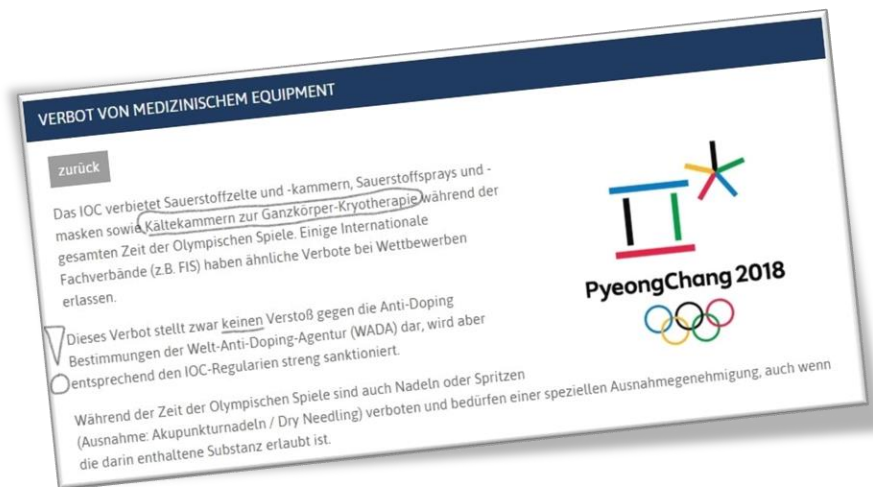 VERBOT VON MEDIZINISCHEM EQUIPMENT
zurück
Das IOC verbietet Sauerstoffzelte und -kammern, Sauerstoffsprays und -
masken sowie Kältekammern zur Ganzkörper-Kryotherapie während der
gesamten Zeit der Olympischen Spiele. Einige Internationale
Fachverbände (z.B. FIS) haben ähnliche Verbote bei Wettbewerben
erlassen.
Dieses Verbot stellt zwar keinen Verstoß gegen die Anti-Doping
Bestimmungen der Welt-Anti-Doping-Agentur (WADA) dar, wird aber
entsprechend den IOC-Regularien streng sanktioniert.
Während der Zeit der Olympischen Spiele sind auch Nadeln oder Spritzen
(Ausnahme: Akupunkturnadeln / Dry Needling) verboten und bedürfen einer speziellen Ausnahmegenehmigung, auch wenn
die darin enthaltene Substanz erlaubt ist.
PyeongChang 2018